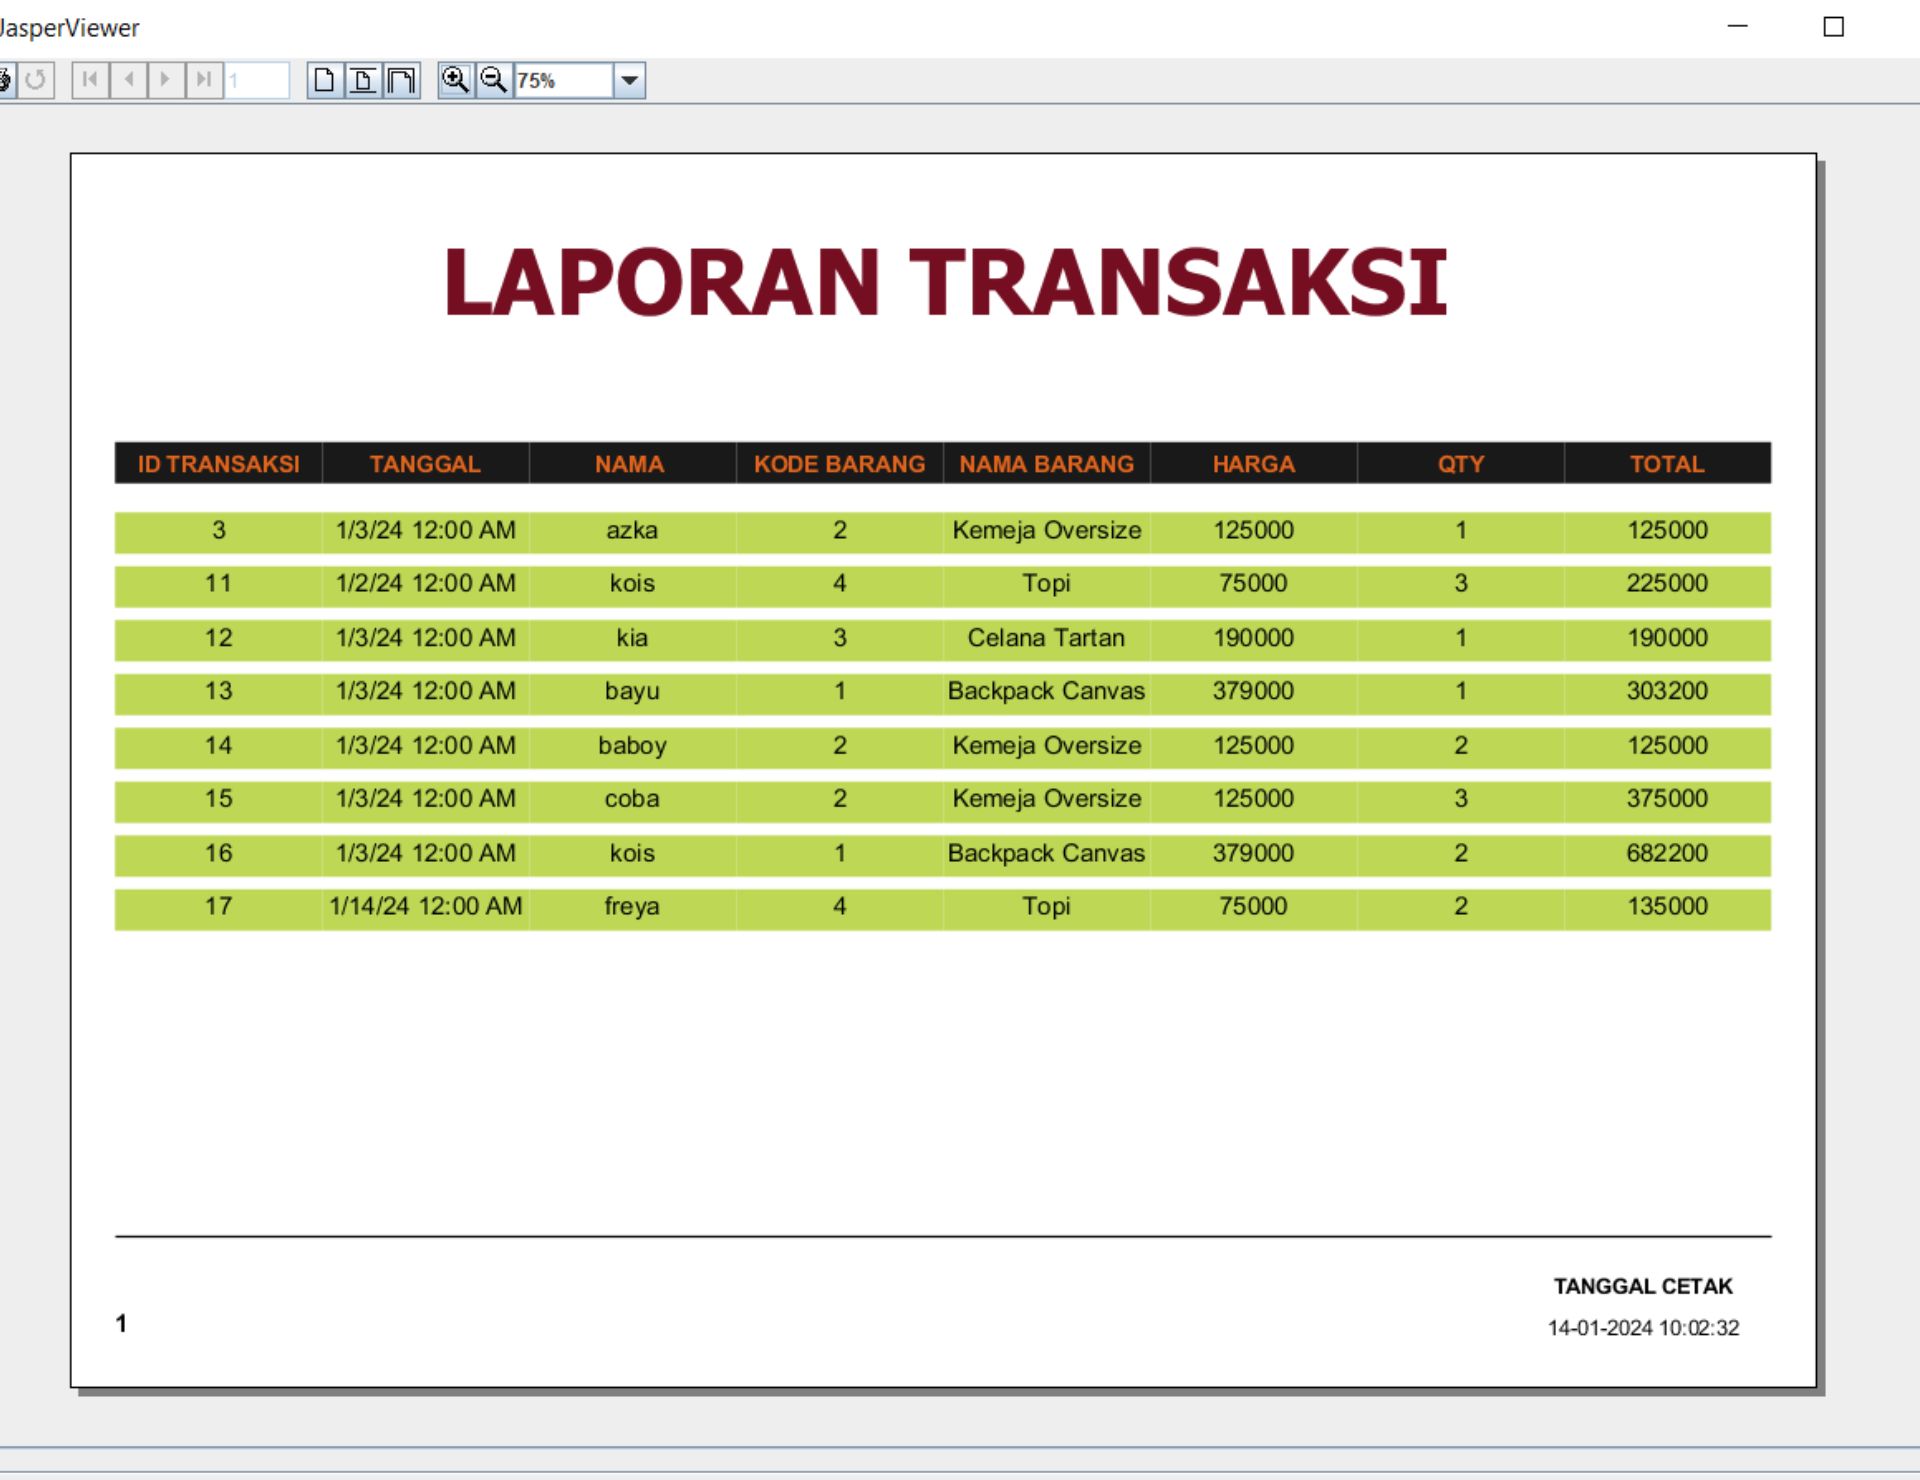 JasperViewer
1
75%
LAPORAN TRANSAKSI
ID TRANSAKSI TANGGAL NAMA KODE BARANG NAMA BARANG HARGA QTY TOTAL
3 1/3/24 12:00 AM azka 2 Kemeja Oversize 125000 1 125000
11 1/2/24 12:00 AM kois 4 Topi 75000 3 225000
12 1/3/24 12:00 AM kia 3 Celana Tartan 190000 1 190000
13 1/3/24 12:00 AM bayu 1 Backpack Canvas 379000 1 303200
14 1/3/24 12:00 AM baboy 2 Kemeja Oversize 125000 2 125000
15 1/3/24 12:00 AM coba 2 Kemeja Oversize 125000 3 375000
16 1/3/24 12:00 AM kois 1 Backpack Canvas 379000 2 682200
17 1/14/24 12:00 AM freya 4 Topi 75000 2 135000
TANGGAL CETAK
1
14-01-2024 10:02:32